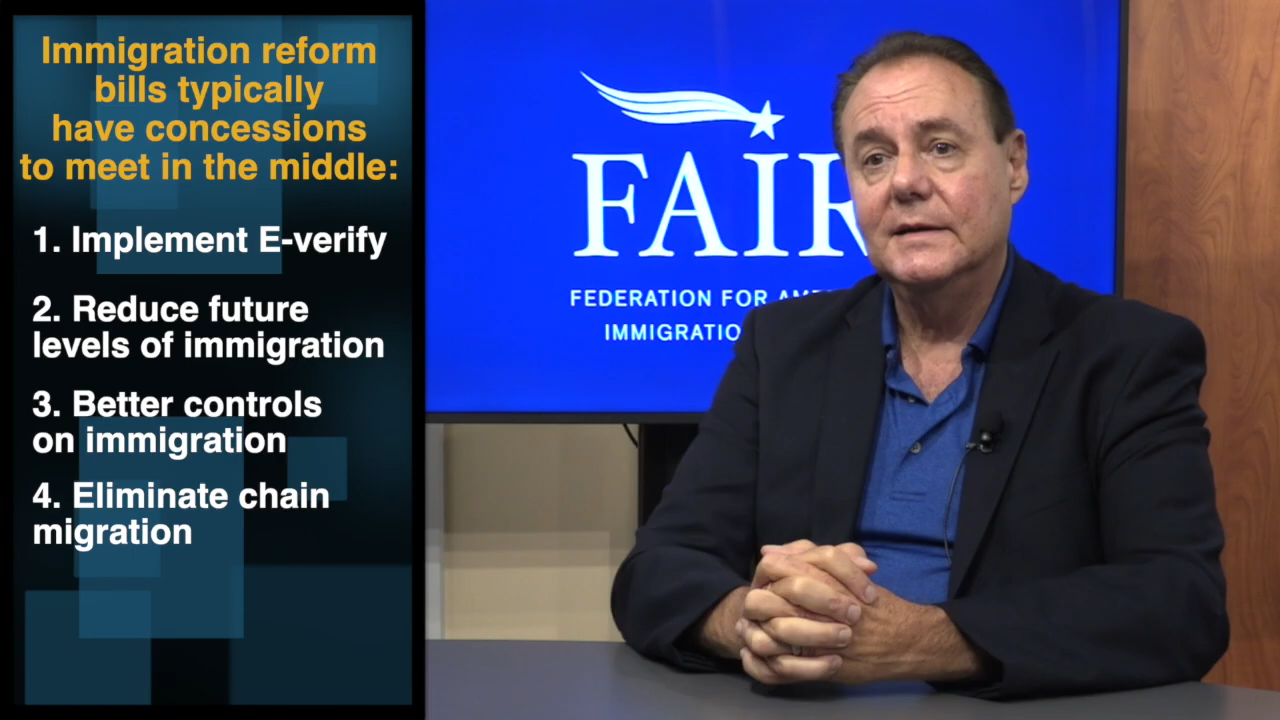 Immigration reform
bills typically
have concessions
to meet in the middle:
1. Implement E-verify
2. Reduce future
levels of immigration
3. Better controls
on immigration
4. Eliminate chain
migration
FAIR
FEDERATION FOR